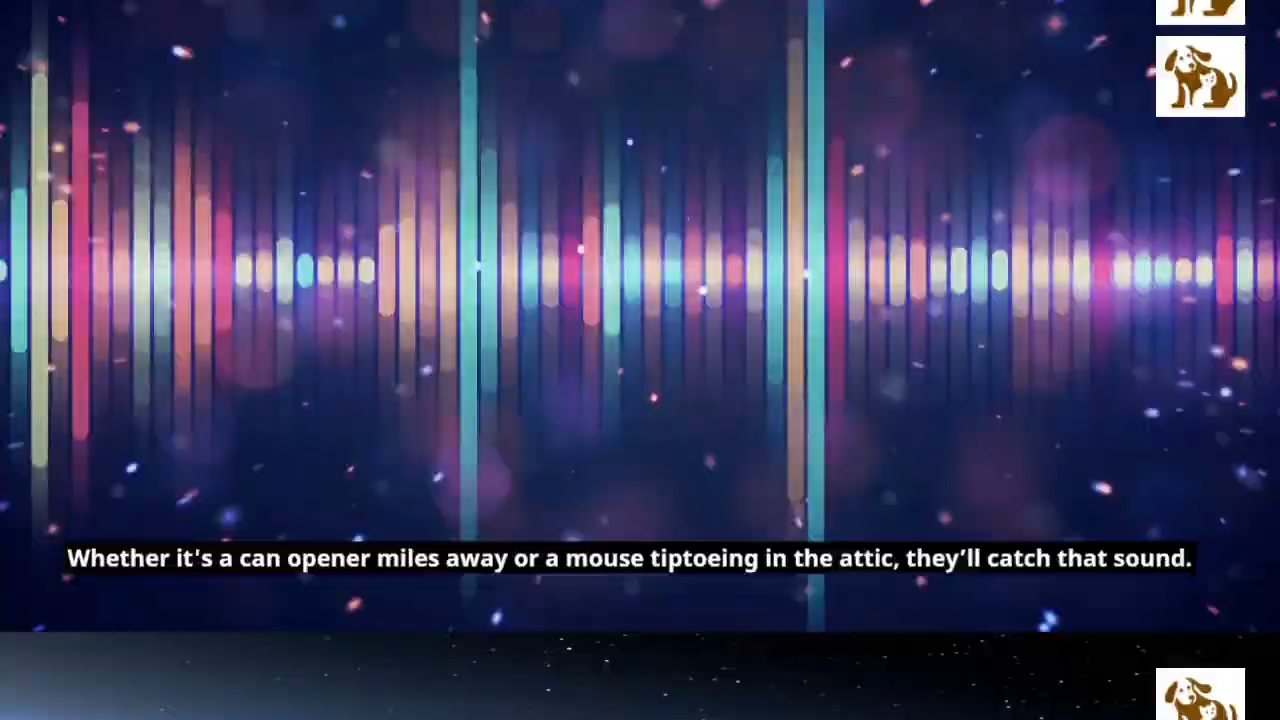 Whether it's a can opener miles away or a mouse tiptoeing in the attic, they’ll catch that sound.